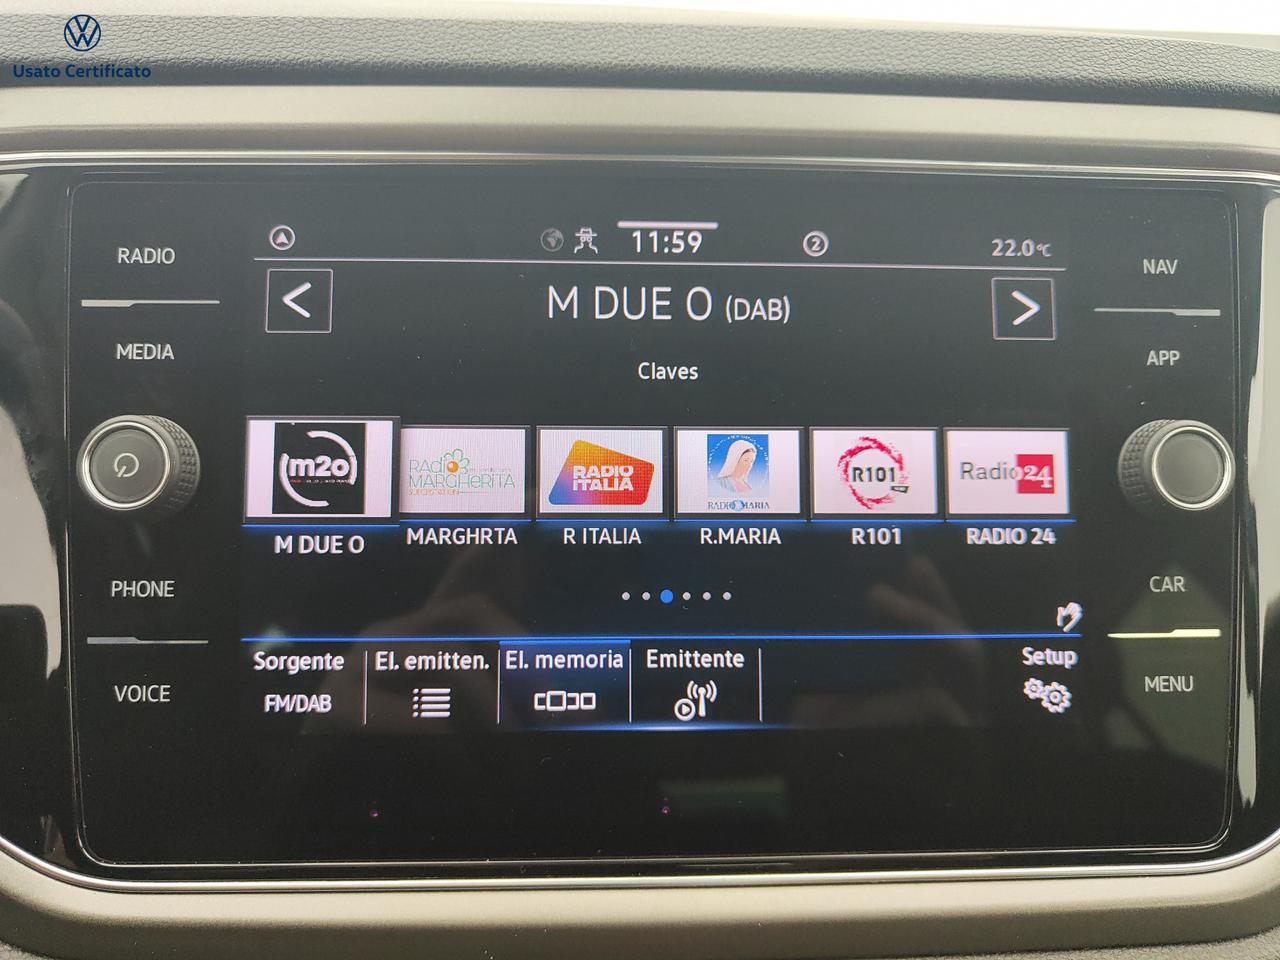 Usato Certificato
RADIO
MEDIA
PHONE
VOICE
NAV
APP
CAR
MENU
11:59
2
22.0°C
< M DUE O (DAB) >
Claves
m2o
RADIO MARGHERITA
RADIO ITALIA
RADIO MARIA
R101
Radio 24
M DUE O
MARGHRTA
R ITALIA
R.MARIA
R101
RADIO 24
Sorgente
FM/DAB
El. emitten.
El. memoria
Emittente
Setup